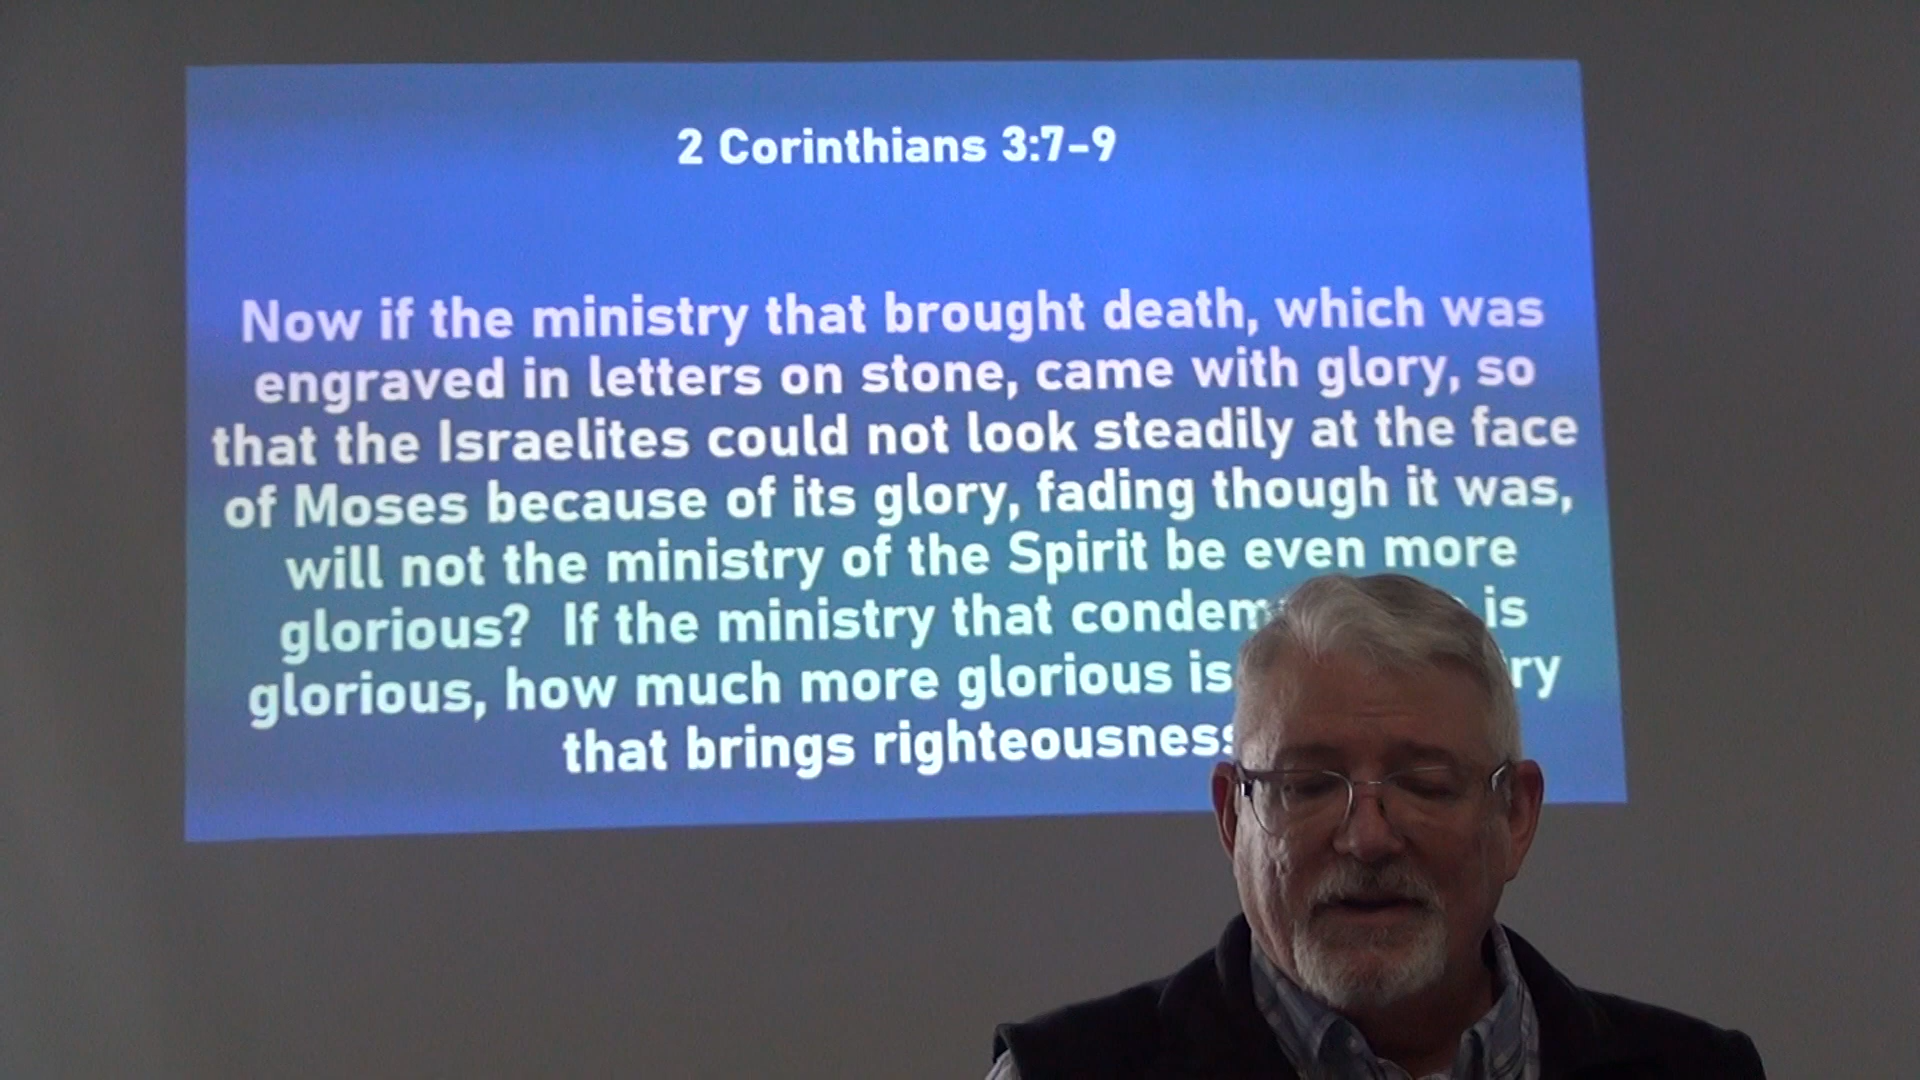 2 Corinthians 3:7-9
Now if the ministry that brought death, which was
engraved in letters on stone, came with glory, so
that the Israelites could not look steadily at the face
of Moses because of its glory, fading though it was,
will not the ministry of the Spirit be even more
glorious? If the ministry that is
glorious, how much more glorious is
that brings righteousness